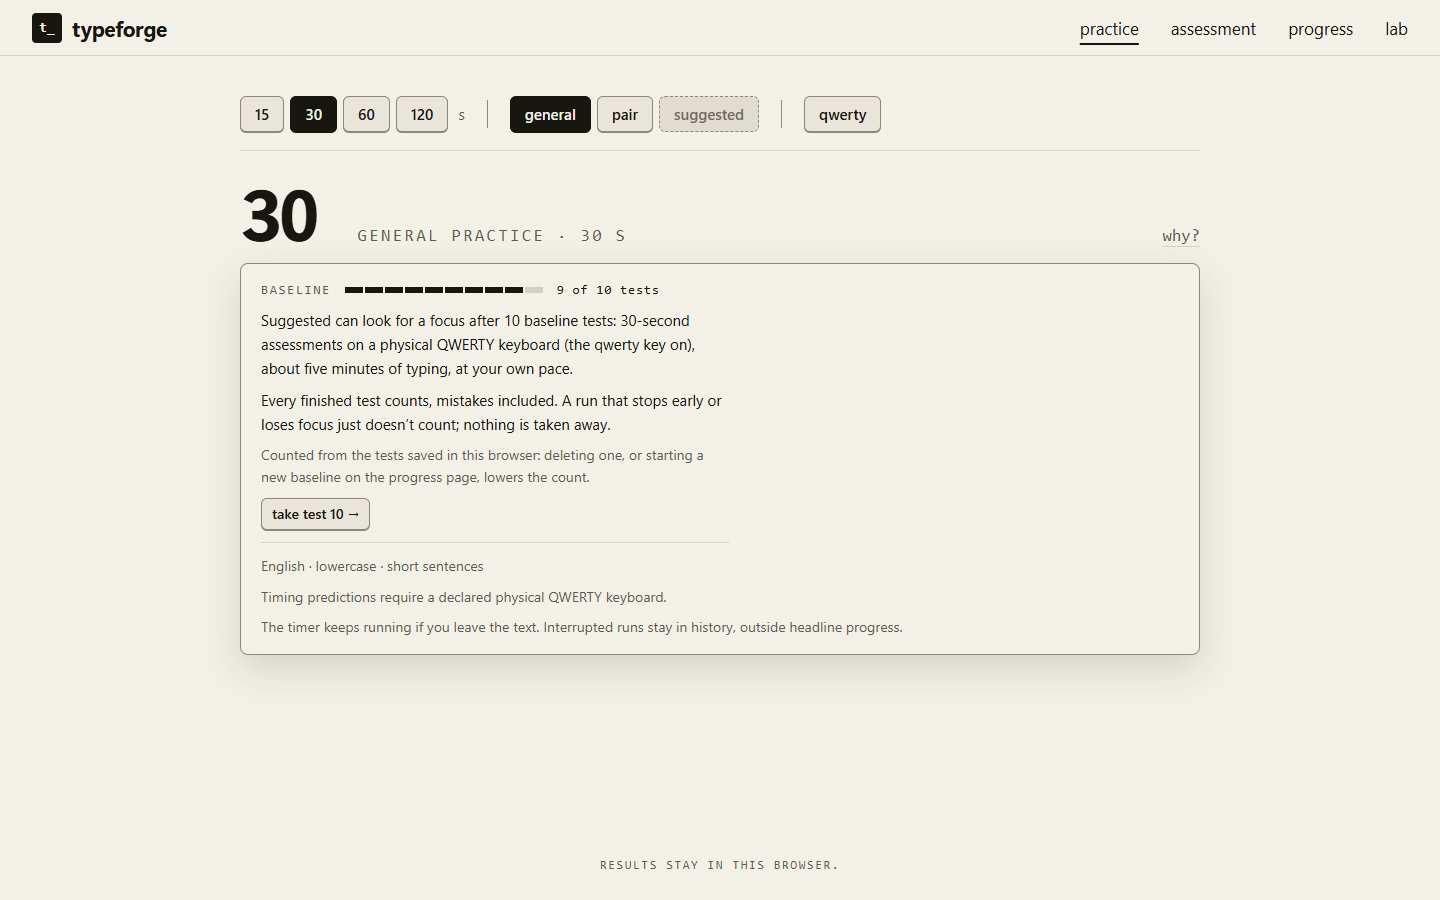 t_ typeforge
practice assessment progress lab
15 30 60 120 s general pair suggested qwerty
30 GENERAL PRACTICE · 30 S why?
BASELINE 9 of 10 tests
Suggested can look for a focus after 10 baseline tests: 30-second
assessments on a physical QWERTY keyboard (the qwerty key on),
about five minutes of typing, at your own pace.
Every finished test counts, mistakes included. A run that stops early or
loses focus just doesn’t count; nothing is taken away.
Counted from the tests saved in this browser: deleting one, or starting a
new baseline on the progress page, lowers the count.
take test 10 →
English · lowercase · short sentences
Timing predictions require a declared physical QWERTY keyboard.
The timer keeps running if you leave the text. Interrupted runs stay in history, outside headline progress.
RESULTS STAY IN THIS BROWSER.